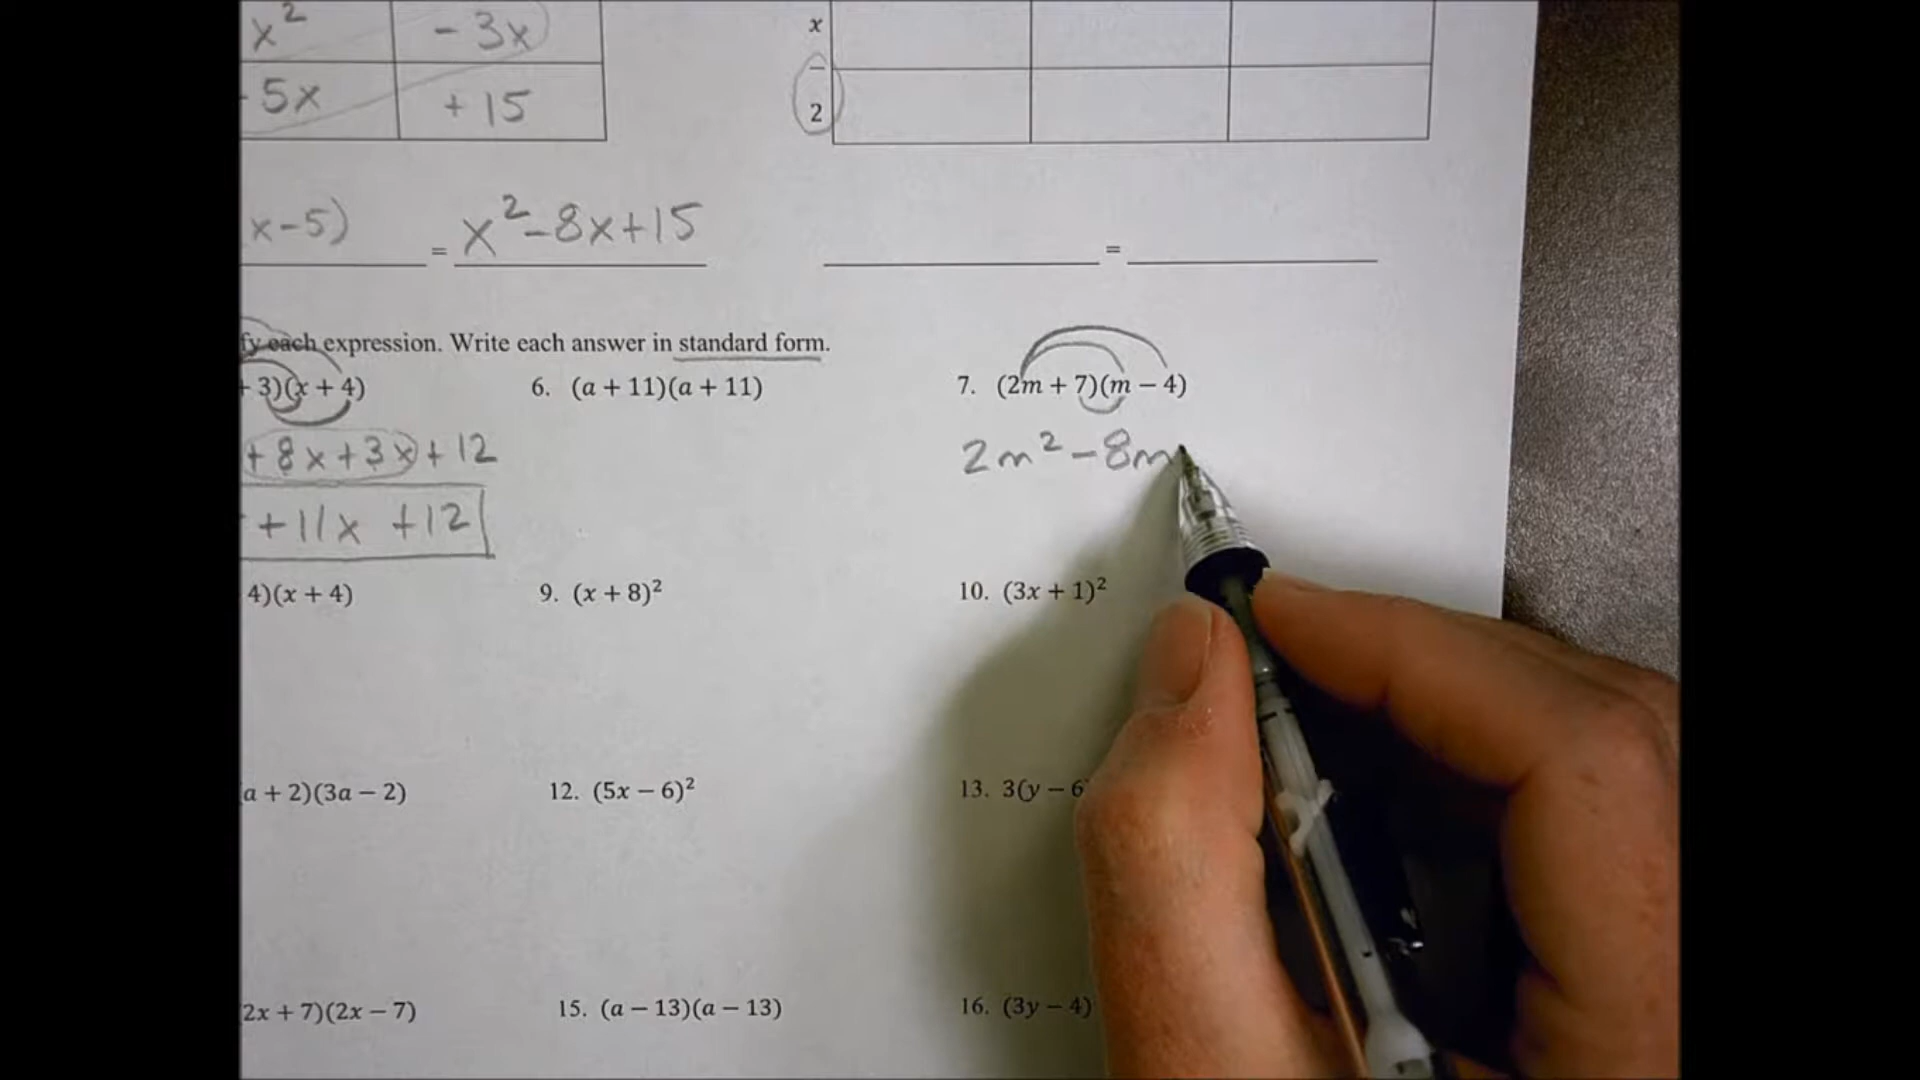 x² - 3x x
- 5x + 15 - 2
x-5) = x²-8x+15 =
fy each expression. Write each answer in standard form.
+ 3)(x + 4) 6. (a + 11)(a + 11) 7. (2m + 7)(m − 4)
+8x+3x+12 2m² -8m
+11x +12
4)(x + 4) 9. (x + 8)² 10. (3x + 1)²
a + 2)(3a − 2) 12. (5x − 6)² 13. 3(y − 6
2x + 7)(2x − 7) 15. (a − 13)(a − 13) 16. (3y − 4)